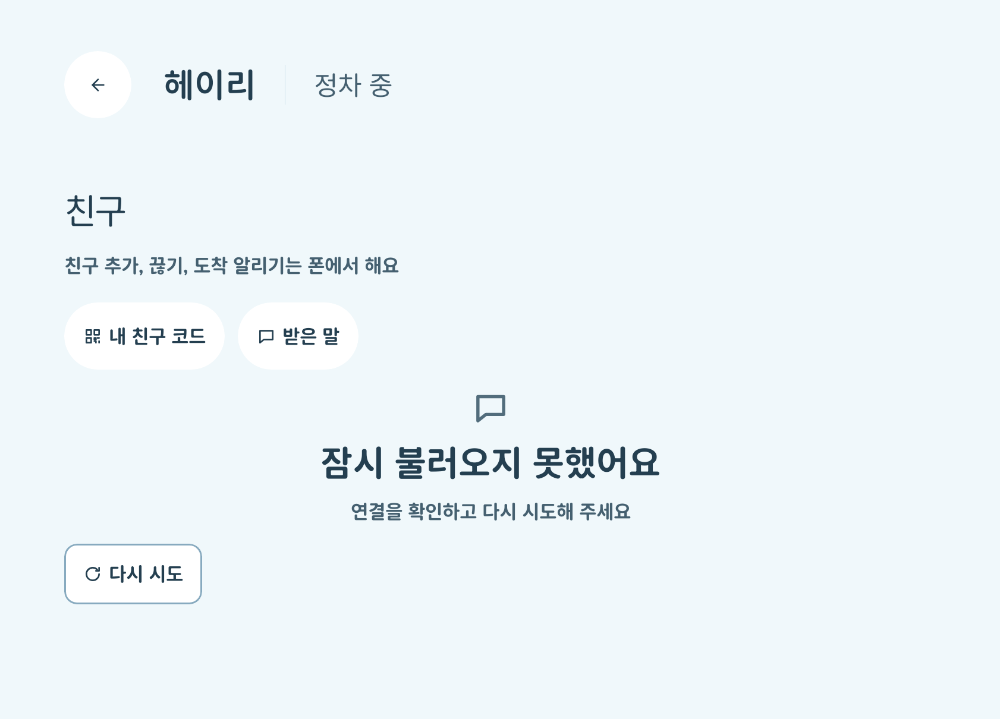 헤이리
정차 중
친구
친구 추가, 끊기, 도착 알리기는 폰에서 해요
내 친구 코드
받은 말
잠시 불러오지 못했어요
연결을 확인하고 다시 시도해 주세요
다시 시도